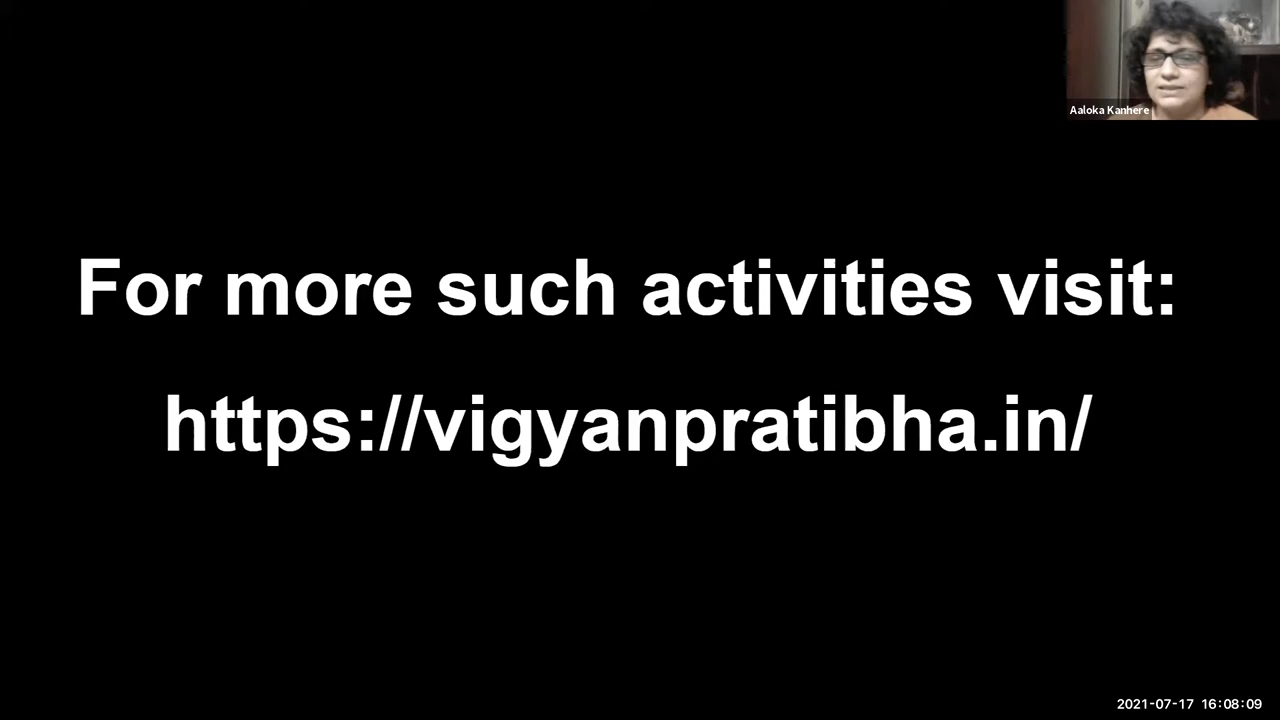 Aaloka Kanhere
For more such activities visit:
https://vigyanpratibha.in/
2021-07-17 16:08:09